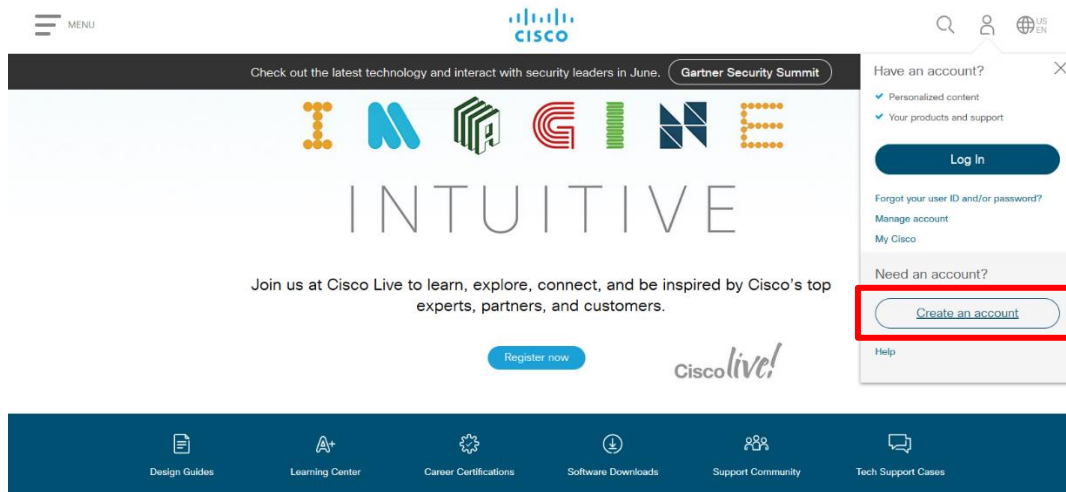 MENU
CISCO
US
EN
Check out the latest technology and interact with security leaders in June. Gartner Security Summit
IMAGINE
INTUITIVE
Join us at Cisco Live to learn, explore, connect, and be inspired by Cisco's top
experts, partners, and customers.
Register now
Cisco live!
Have an account?
Personalized content
Your products and support
Log In
Forgot your user ID and/or password?
Manage account
My Cisco
Need an account?
Create an account
Help
Design Guides
Learning Center
Career Certifications
Software Downloads
Support Community
Tech Support Cases